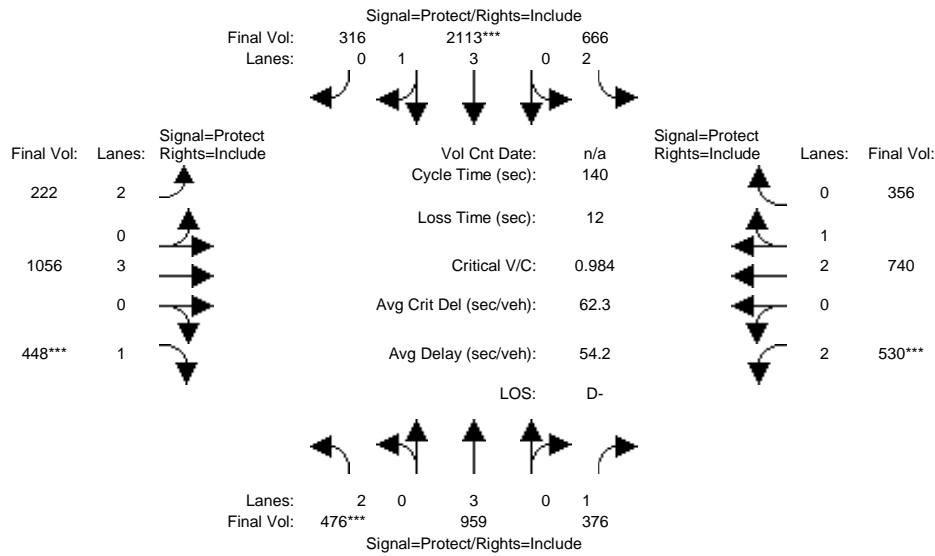 Signal=Protect/Rights=Include
Final Vol: 316 2113*** 666
Lanes: 0 1 3 0 2
Signal=Protect
Final Vol: Lanes: Rights=Include
Vol Cnt Date: n/a
Signal=Protect
Rights=Include Lanes: Final Vol:
Cycle Time (sec): 140
222 2
0 356
Loss Time (sec): 12
0
1
1056 3
Critical V/C: 0.984
2 740
0
Avg Crit Del (sec/veh): 62.3
0
448*** 1
Avg Delay (sec/veh): 54.2
2 530***
LOS: D-
Lanes: 2 0 3 0 1
Final Vol: 476*** 959 376
Signal=Protect/Rights=Include